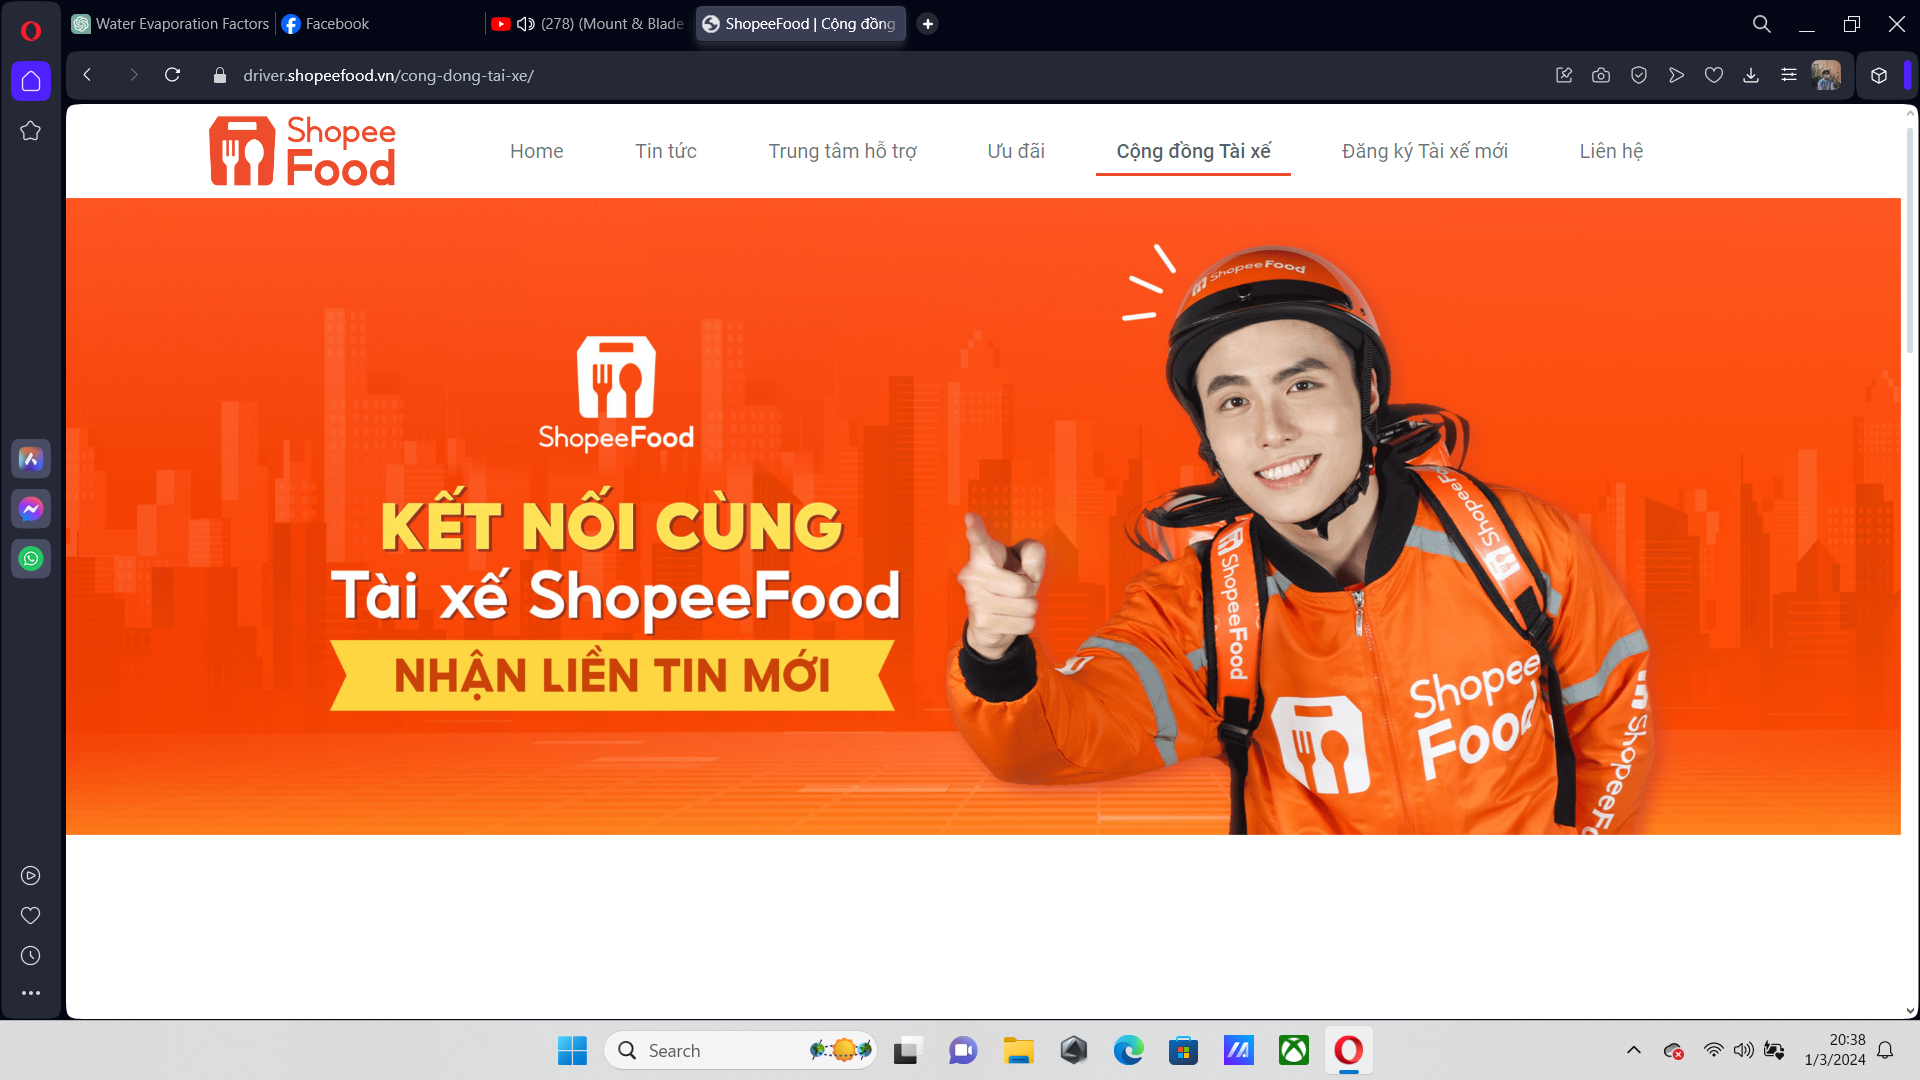 Water Evaporation Factors
Facebook
(278) (Mount & Blade
ShopeeFood | Cộng đồng
driver.shopeefood.vn/cong-dong-tai-xe/
Shopee
Food
Home
Tin tức
Trung tâm hỗ trợ
Ưu đãi
Cộng đồng Tài xế
Đăng ký Tài xế mới
Liên hệ
ShopeeFood
ShopeeFood
KẾT NỐI CÙNG
Tài xế ShopeeFood
NHẬN LIỀN TIN MỚI
ShopeeFood
ShopeeFood
Shopee
Food
ShopeeFo
Search
20:38
1/3/2024